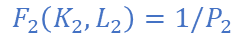 F₂(K₂, L₂) = 1/P₂